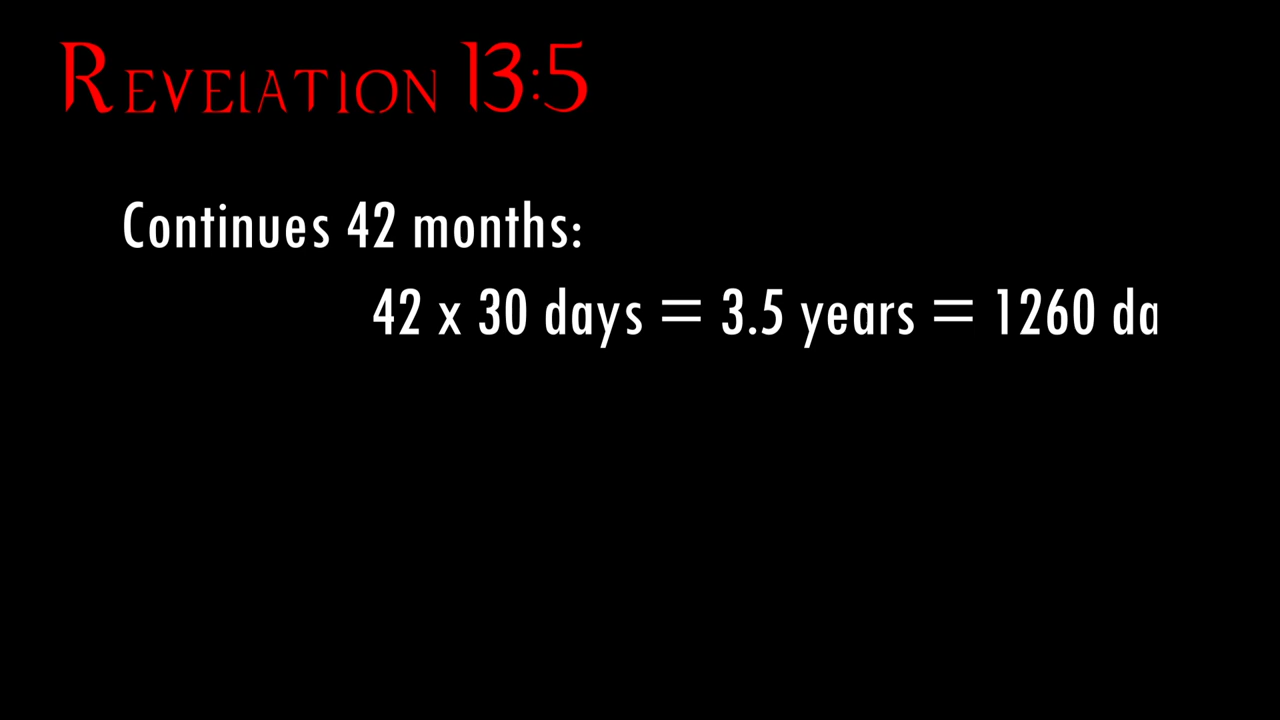 Revelation 13:5
Continues 42 months:
42 x 30 days = 3.5 years = 1260 da